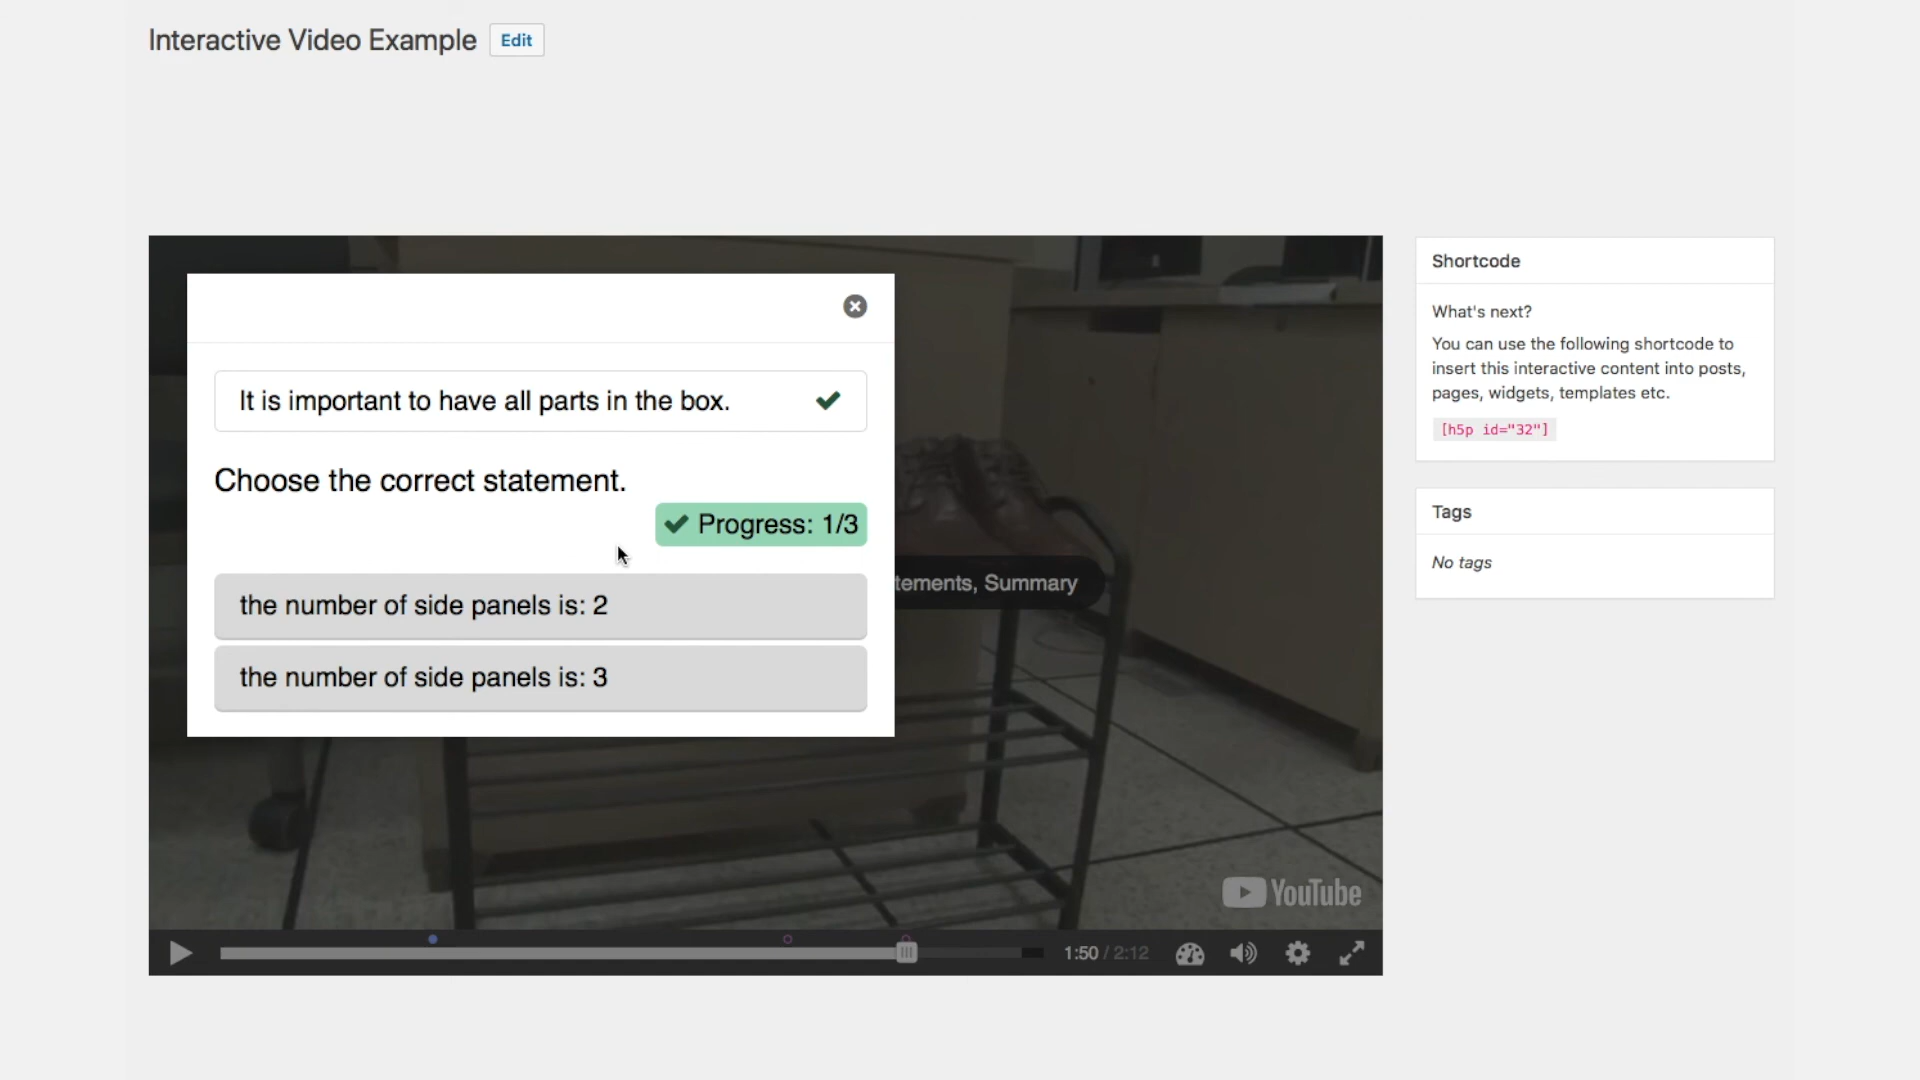 Interactive Video Example
Edit
It is important to have all parts in the box.
Choose the correct statement.
Progress: 1/3
the number of side panels is: 2
the number of side panels is: 3
tements, Summary
YouTube
1:50 / 2:12
Shortcode
What's next?
You can use the following shortcode to
insert this interactive content into posts,
pages, widgets, templates etc.
[h5p id="32"]
Tags
No tags